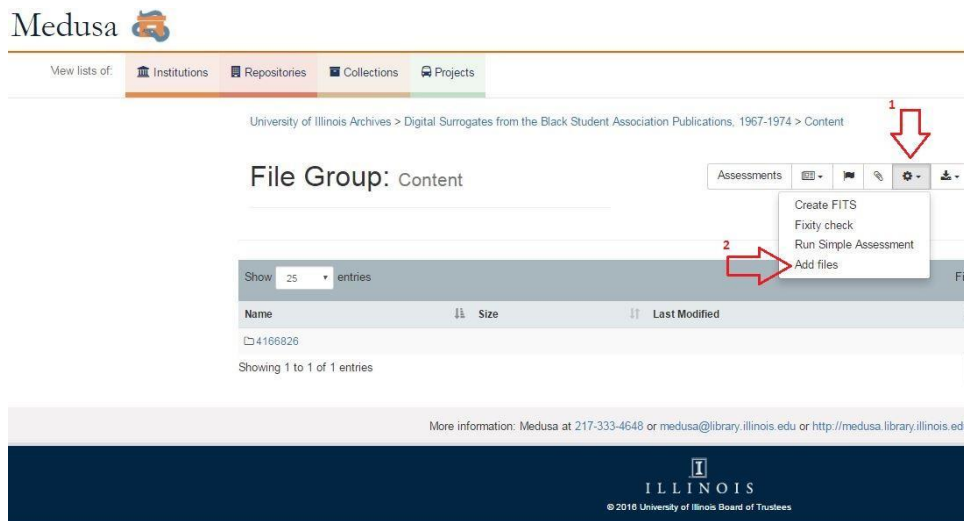 Medusa
View lists of: Institutions Repositories Collections Projects
University of Illinois Archives > Digital Surrogates from the Black Student Association Publications, 1967-1974 > Content
1
File Group: Content
Assessments
Create FITS
Fixity check
Run Simple Assessment
2
Add files
Show 25 entries
Fi
Name Size Last Modified
4166826
Showing 1 to 1 of 1 entries
More information: Medusa at 217-333-4648 or medusa@library.illinois.edu or http://medusa.library.illinois.ed
I
ILLINOIS
© 2016 University of Illinois Board of Trustees